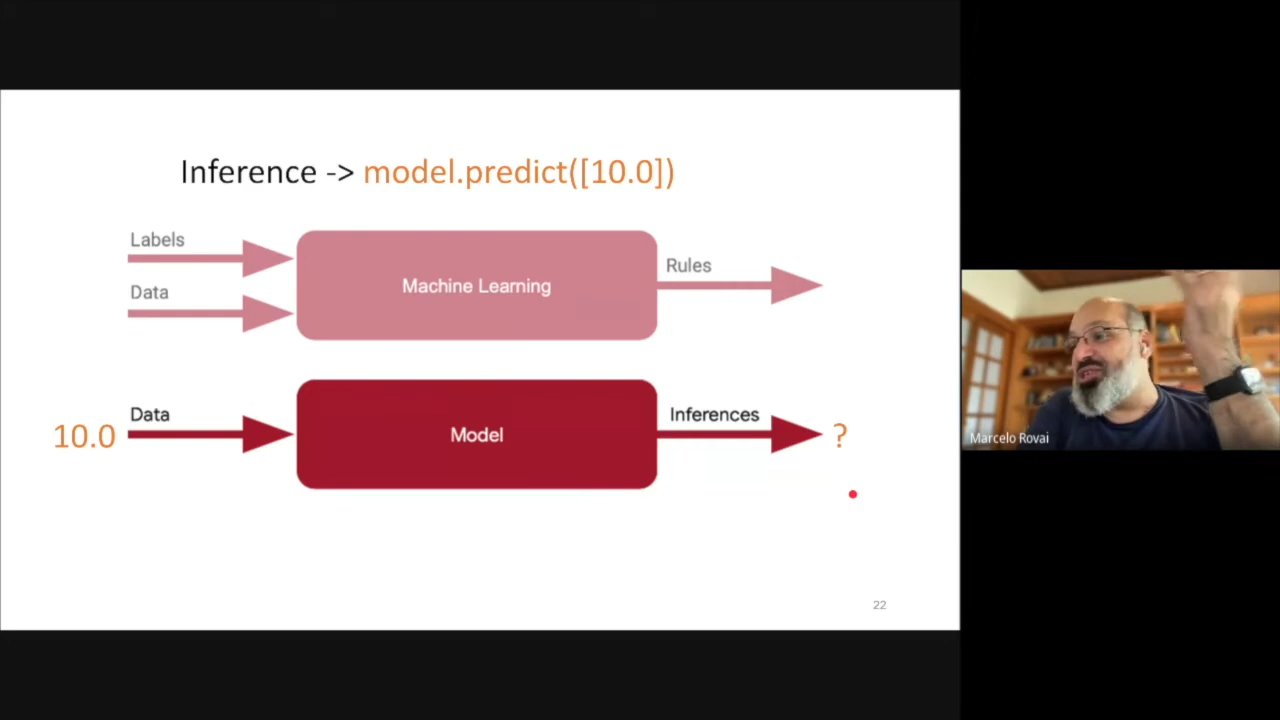 Inference -> model.predict([10.0])
Labels
Data
Machine Learning
Rules
10.0
Data
Model
Inferences
?
22
Marcelo Rovai